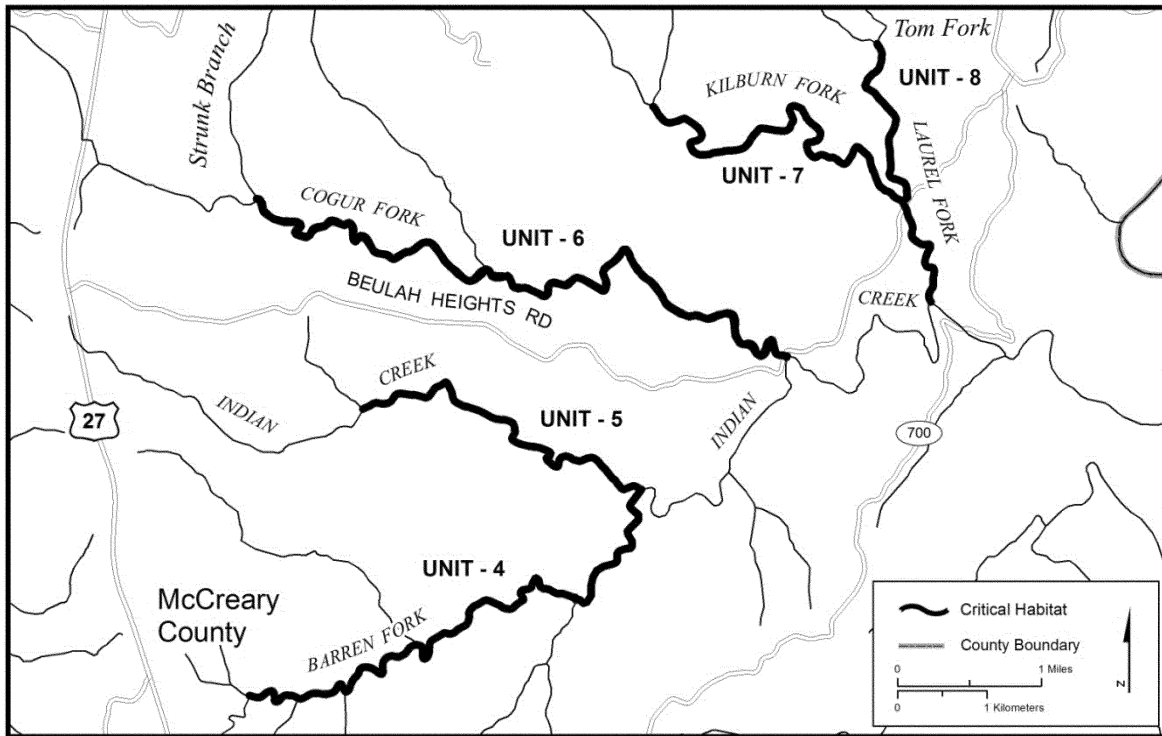 Tom Fork
UNIT - 8
KILBURN FORK
Strunk Branch
LAUREL FORK
UNIT - 7
COGUR FORK
UNIT - 6
BEULAH HEIGHTS RD
CREEK
CREEK
INDIAN
UNIT - 5
INDIAN
27
700
UNIT - 4
McCreary
County
BARREN FORK
Critical Habitat
County Boundary
0 1 Miles
0 1 Kilometers
N